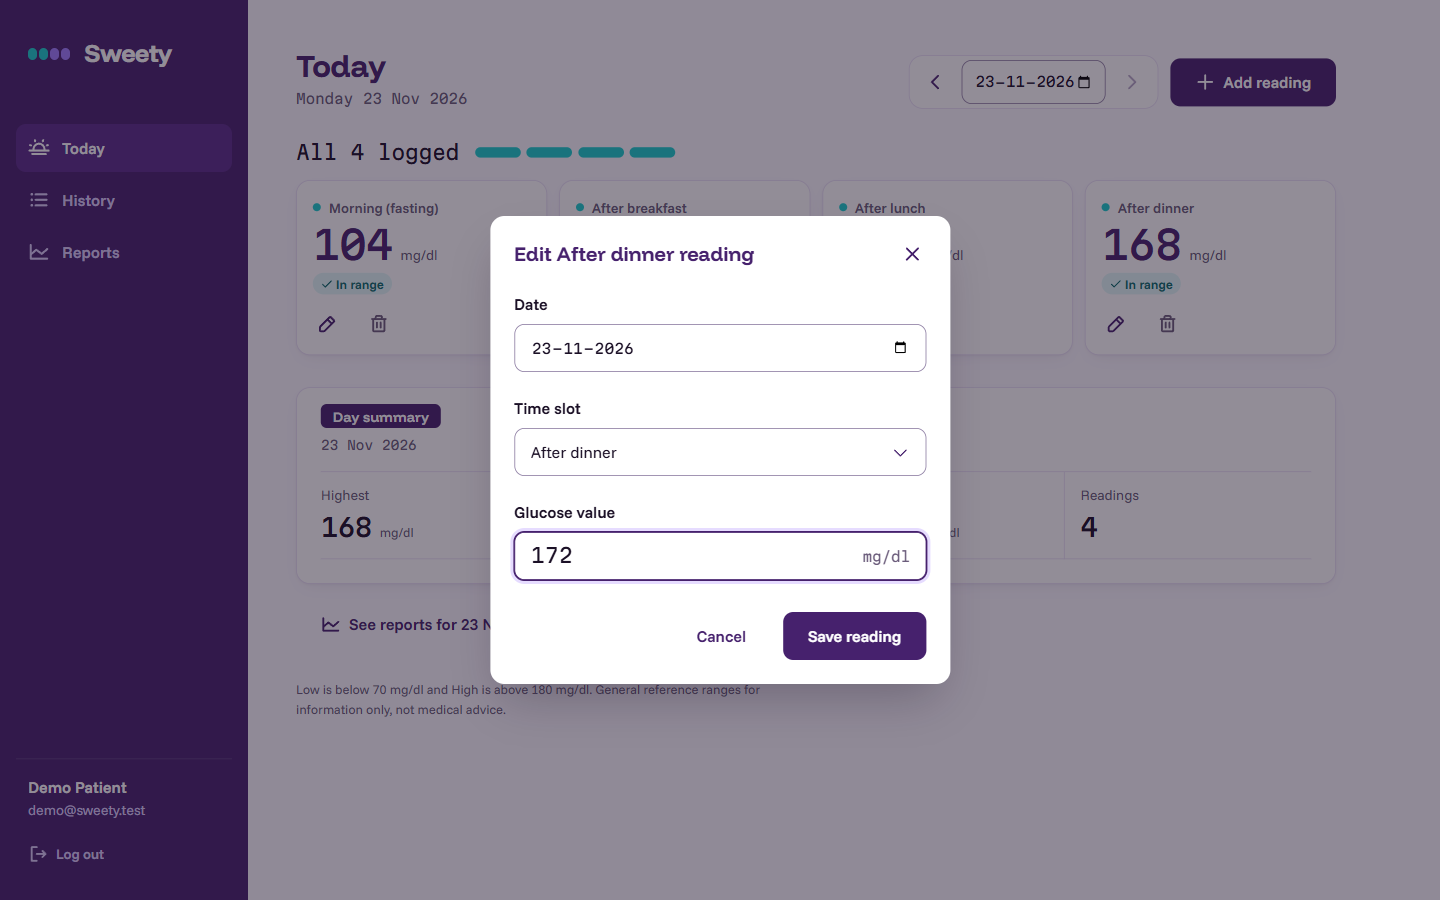 Sweety
Today
History
Reports
Demo Patient
demo@sweety.test
Log out
Today
Monday 23 Nov 2026
23-11-2026
Add reading
All 4 logged
Morning (fasting)
104 mg/dl
In range
After breakfast
After lunch
After dinner
168 mg/dl
In range
Day summary
23 Nov 2026
Highest
168 mg/dl
Readings
4
See reports for 23
Low is below 70 mg/dl and High is above 180 mg/dl. General reference ranges for
information only, not medical advice.
Edit After dinner reading
Date
23-11-2026
Time slot
After dinner
Glucose value
172 mg/dl
Cancel
Save reading